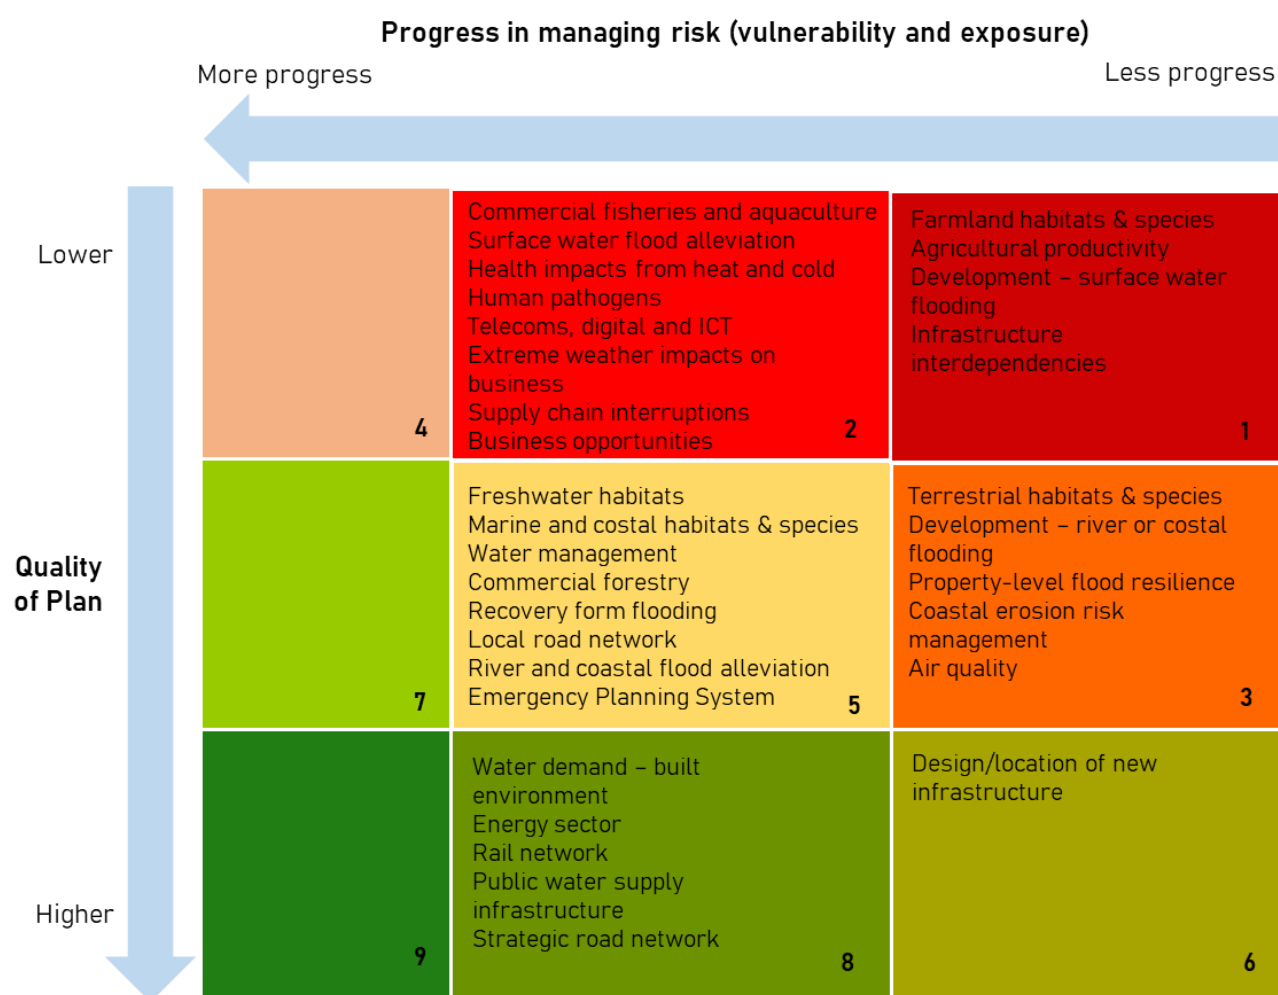 Progress in managing risk (vulnerability and exposure)
More progress
Less progress
Lower
Quality
of Plan
Higher
4
Commercial fisheries and aquaculture
Surface water flood alleviation
Health impacts from heat and cold
Human pathogens
Telecoms, digital and ICT
Extreme weather impacts on
business
Supply chain interruptions
Business opportunities
2
Farmland habitats & species
Agricultural productivity
Development – surface water
flooding
Infrastructure
interdependencies
1
7
Freshwater habitats
Marine and costal habitats & species
Water management
Commercial forestry
Recovery form flooding
Local road network
River and coastal flood alleviation
Emergency Planning System
5
Terrestrial habitats & species
Development – river or costal
flooding
Property-level flood resilience
Coastal erosion risk
management
Air quality
3
9
Water demand – built
environment
Energy sector
Rail network
Public water supply
infrastructure
Strategic road network
8
Design/location of new
infrastructure
6